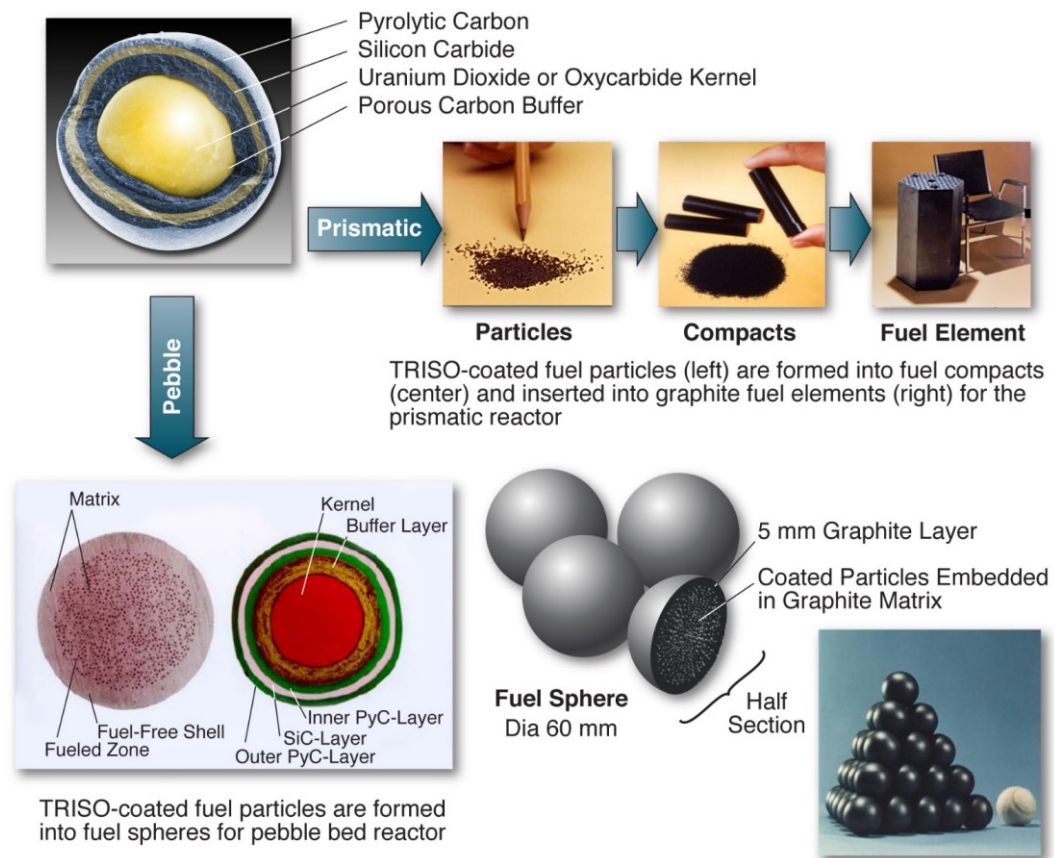 Pyrolytic Carbon
Silicon Carbide
Uranium Dioxide or Oxycarbide Kernel
Porous Carbon Buffer
Prismatic
Particles
Compacts
Fuel Element
TRISO-coated fuel particles (left) are formed into fuel compacts
(center) and inserted into graphite fuel elements (right) for the
prismatic reactor
Pebble
Matrix
Kernel
Buffer Layer
Fuel-Free Shell
Fueled Zone
Inner PyC-Layer
SiC-Layer
Outer PyC-Layer
TRISO-coated fuel particles are formed
into fuel spheres for pebble bed reactor
5 mm Graphite Layer
Coated Particles Embedded
in Graphite Matrix
Fuel Sphere
Dia 60 mm
Half
Section